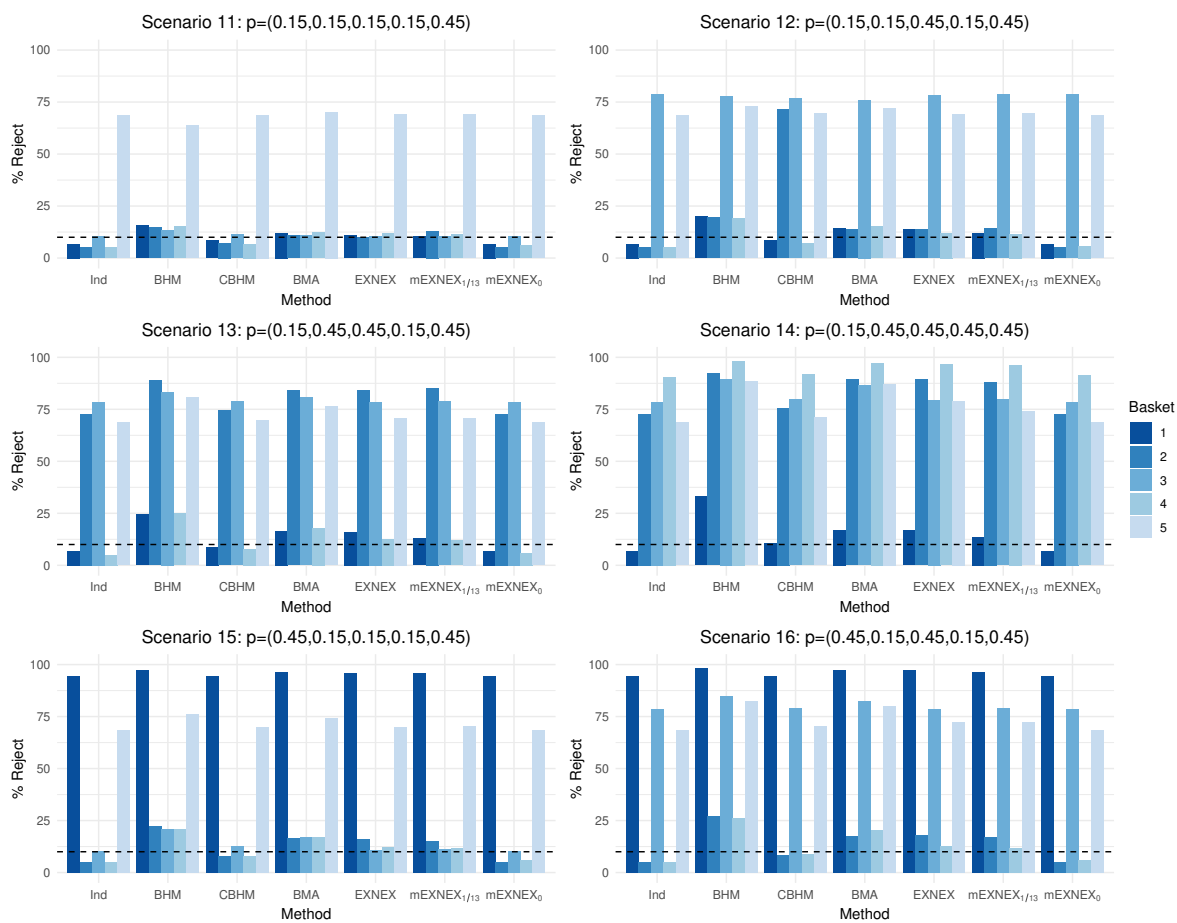 Scenario 11: p=(0.15,0.15,0.15,0.15,0.45)
100
75
50
25
0
% Reject
Ind BHM CBHM BMA EXNEX mEXNEX1/13 mEXNEX0
Method
Scenario 12: p=(0.15,0.15,0.45,0.15,0.45)
100
75
50
25
0
% Reject
Ind BHM CBHM BMA EXNEX mEXNEX1/13 mEXNEX0
Method
Scenario 13: p=(0.15,0.45,0.45,0.15,0.45)
100
75
50
25
0
% Reject
Ind BHM CBHM BMA EXNEX mEXNEX1/13 mEXNEX0
Method
Scenario 14: p=(0.15,0.45,0.45,0.45,0.45)
100
75
50
25
0
% Reject
Ind BHM CBHM BMA EXNEX mEXNEX1/13 mEXNEX0
Method
Basket
1
2
3
4
5
Scenario 15: p=(0.45,0.15,0.15,0.15,0.45)
100
75
50
25
0
% Reject
Ind BHM CBHM BMA EXNEX mEXNEX1/13 mEXNEX0
Method
Scenario 16: p=(0.45,0.15,0.45,0.15,0.45)
100
75
50
25
0
% Reject
Ind BHM CBHM BMA EXNEX mEXNEX1/13 mEXNEX0
Method